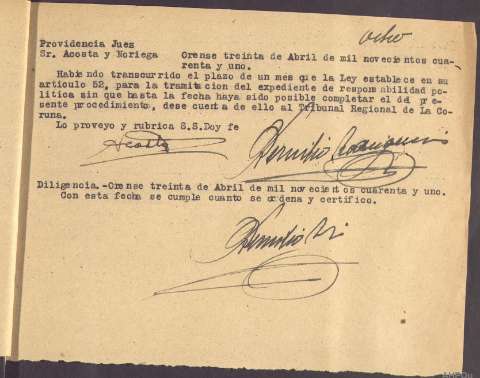 ocho
Providencia Juez
Sr. Acosta y Noriega Orense treinta de Abril de mil novecientos cua-
renta y uno.
Habiendo transcurrido el plazo de un mes que la Ley establece en su
articulo 52, para la tramitacion del expediente de responsabilidad po-
litica sin que hasta la fecha haya sido posible completar el del pre-
sente procedimiento, dese cuenta de ello al Tribunal Regional de La Co-
runa.
Lo proveyo y rubrica S.S.Doy fe
Acosta
Diligencia.-Orense treinta de Abril de mil novecientos cuarenta y uno.
Con esta fecha se cumple cuanto se ordena y certifico.